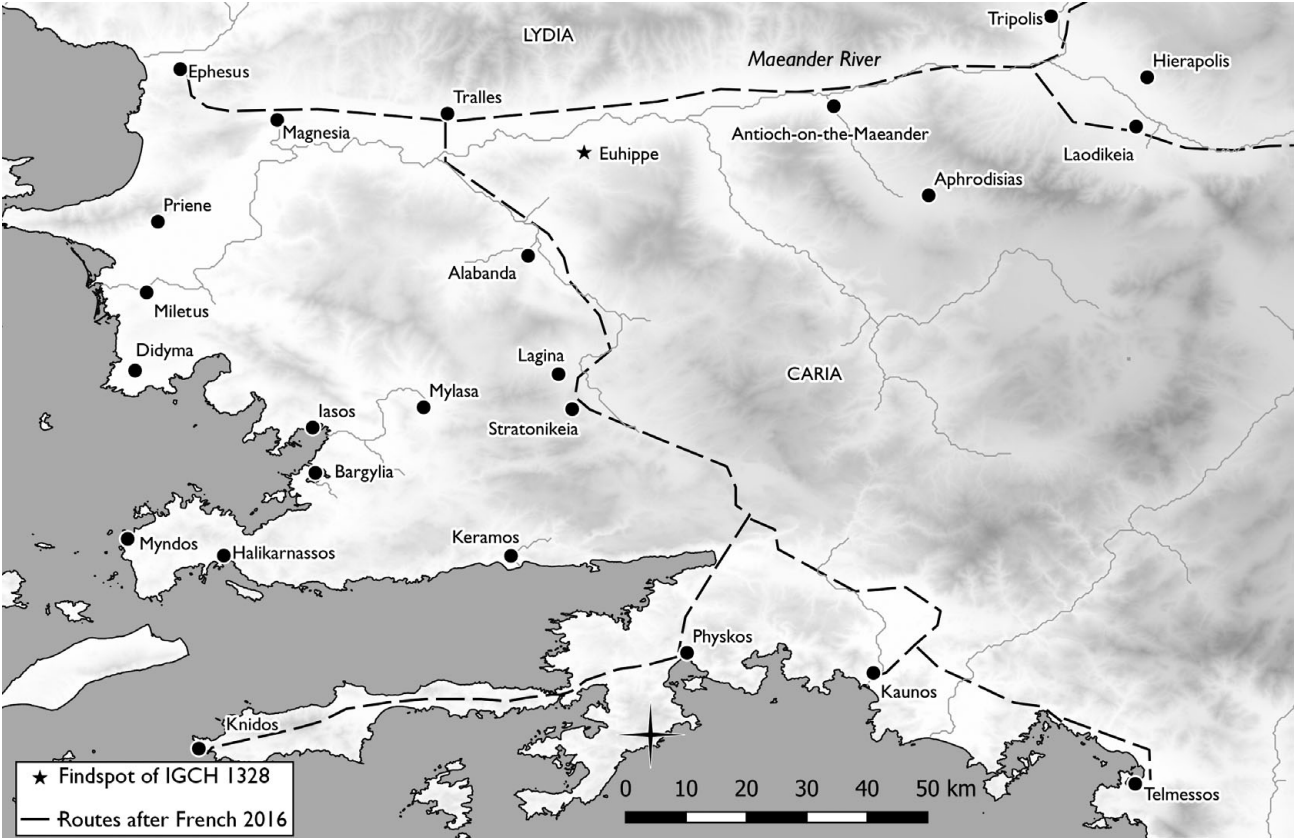 Tripolis
LYDIA
Maeander River
Hierapolis
Ephesus
Tralles
Magnesia
Antioch-on-the-Maeander
Laodikeia
Euhippe
Aphrodisias
Priene
Alabanda
Miletus
Didyma
Lagina
CARIA
Mylasa
Iasos
Stratonikeia
Bargylia
Myndos
Halikarnassos
Keramos
Physkos
Kaunos
Knidos
Telmessos
Findspot of IGCH 1328
Routes after French 2016
0 10 20 30 40 50 km